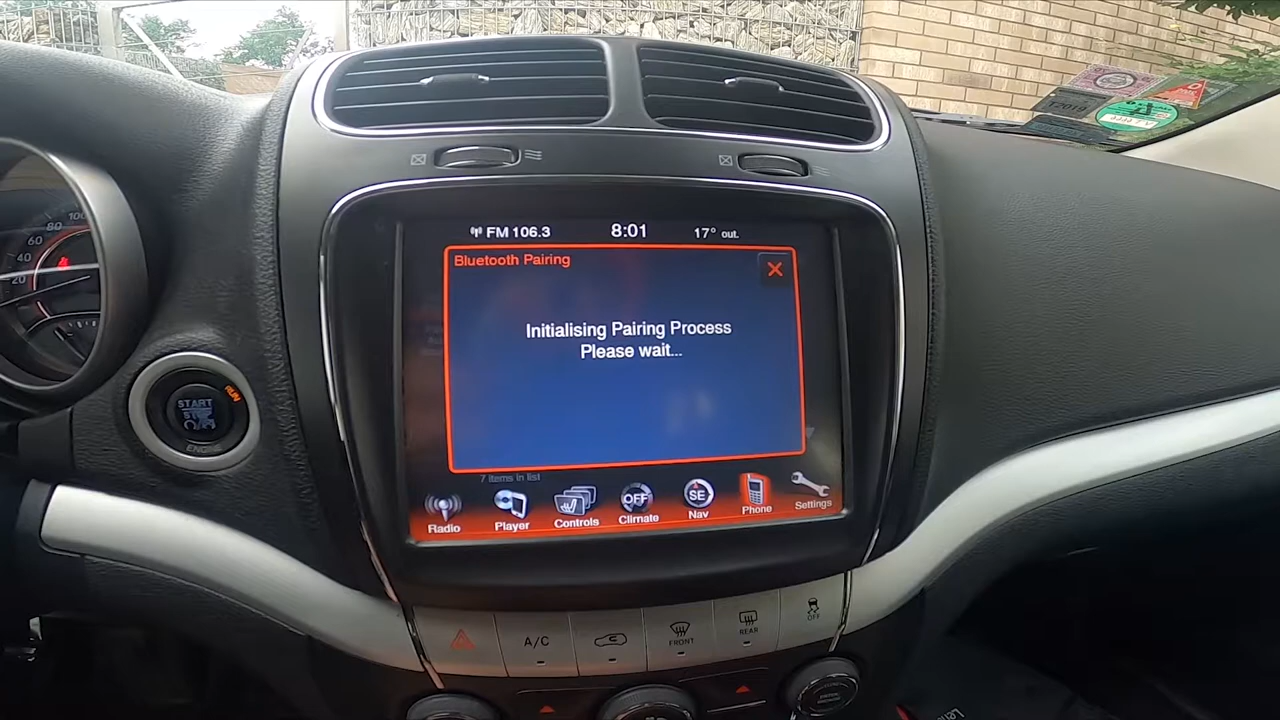 FM 106.3
8:01
17° out.
Bluetooth Pairing
Initialising Pairing Process
Please wait...
7 items in list
Radio
Player
Controls
OFF
Climate
SE
Nav
Phone
Settings
100
80
60
40
20
RUN
START
ENGINE
A/C
FRONT
REAR
OFF
T2019